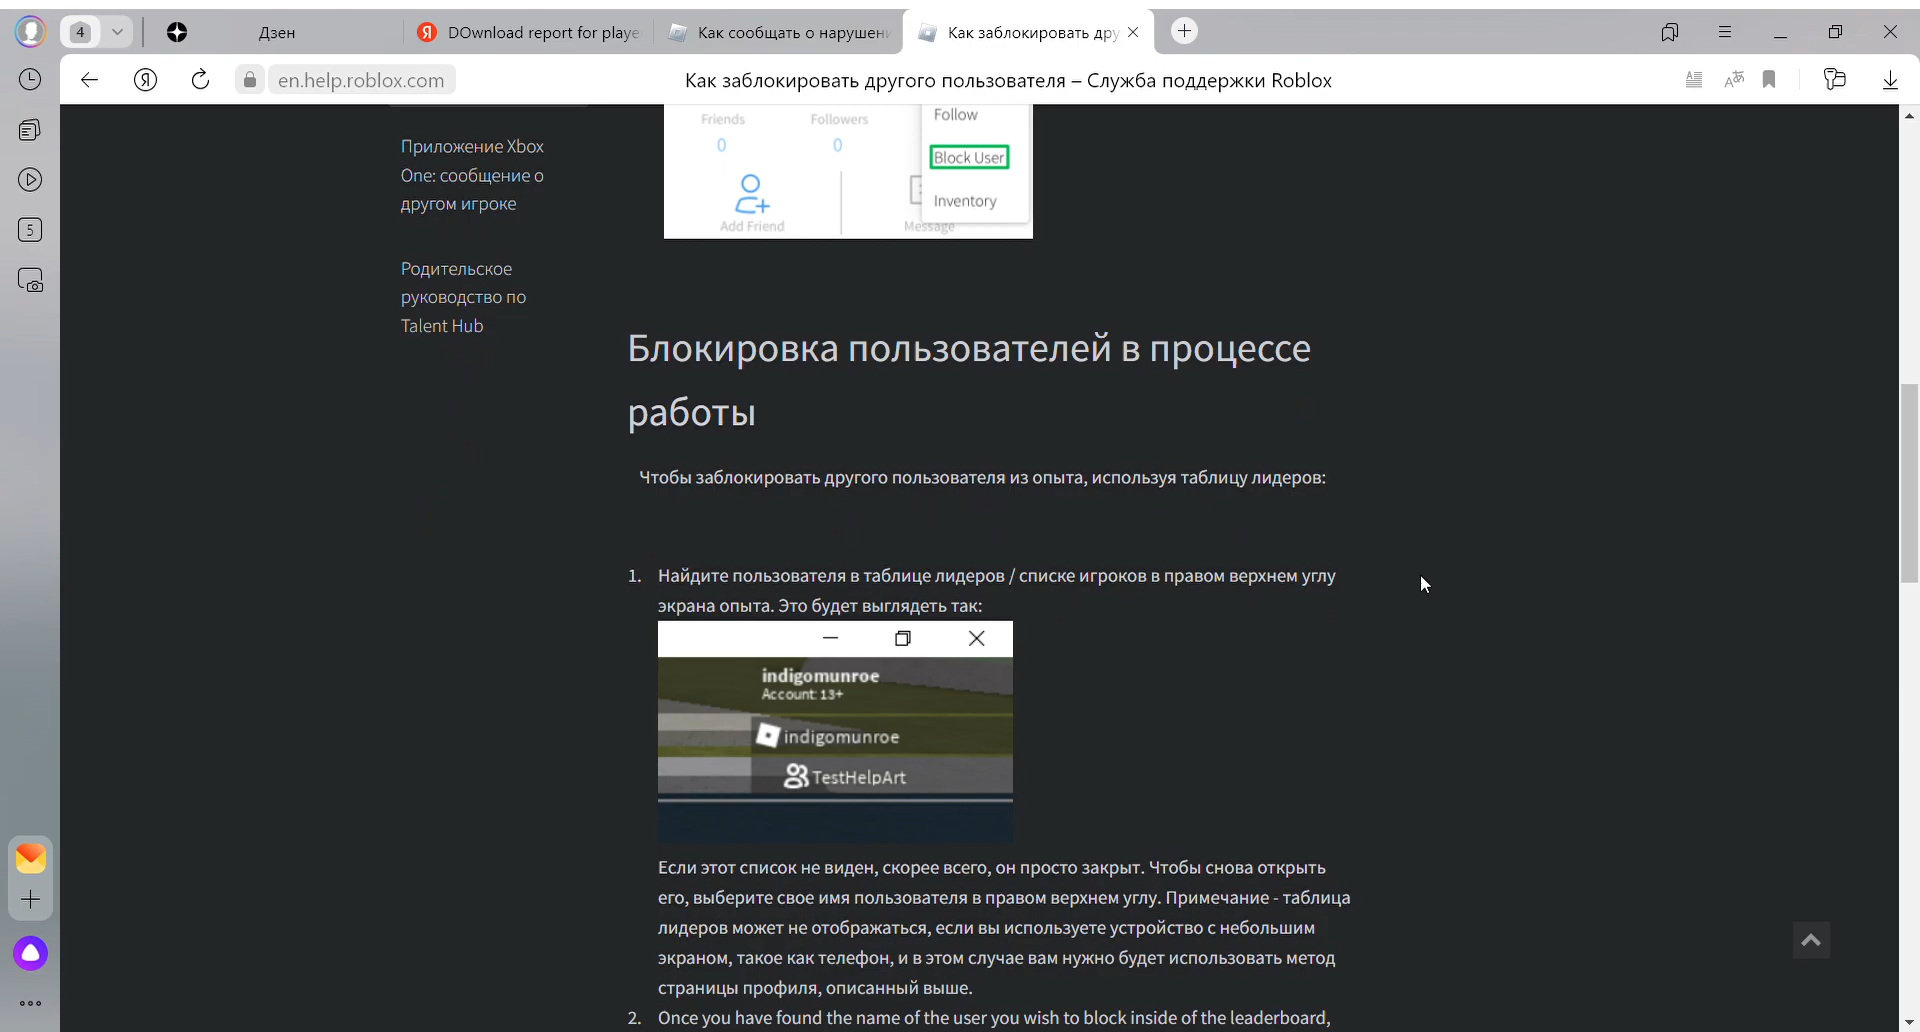 4
Дзен
Я
DOwnload report for playe
Как сообщать о нарушени
Как заблокировать дру
Я
en.help.roblox.com
Как заблокировать другого пользователя – Служба поддержки Roblox
5
Приложение Xbox
One: сообщение о
другом игроке
Родительское
руководство по
Talent Hub
Friends
Followers
Follow
0
0
Block User
Inventory
Add Friend
Message
Блокировка пользователей в процессе
работы
Чтобы заблокировать другого пользователя из опыта, используя таблицу лидеров:
1. Найдите пользователя в таблице лидеров / списке игроков в правом верхнем углу
экрана опыта. Это будет выглядеть так:
indigomunroe
Account: 13+
indigomunroe
TestHelpArt
Если этот список не виден, скорее всего, он просто закрыт. Чтобы снова открыть
его, выберите свое имя пользователя в правом верхнем углу. Примечание - таблица
лидеров может не отображаться, если вы используете устройство с небольшим
экраном, такое как телефон, и в этом случае вам нужно будет использовать метод
страницы профиля, описанный выше.
2. Once you have found the name of the user you wish to block inside of the leaderboard,